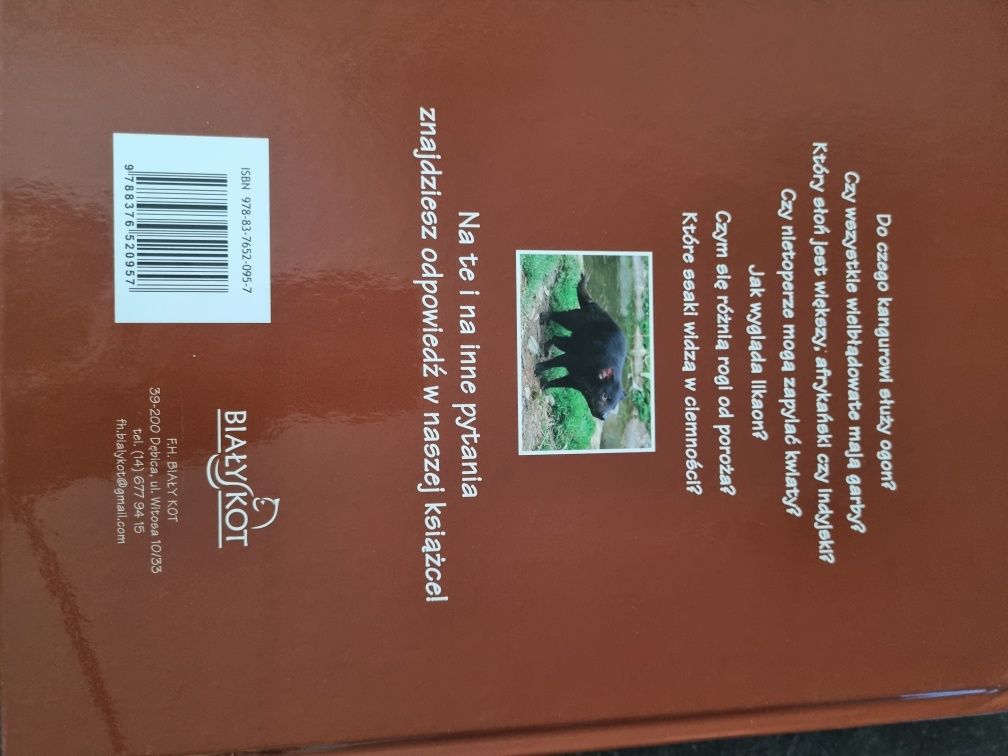 Do czego kangurowi służy ogon?
Czy wszystkie wielbłądowate mają garby?
Który słoń jest większy, afrykański czy indyjski?
Czy nietoperze mogą zapylać kwiaty?
Jak wygląda likaon?
Czym się różnią rogi od poroża?
Które ssaki widzą w ciemności?
Na te i na inne pytania
znajdziesz odpowiedź w naszej książce!
ISBN 978-83-7652-095-7
9 788376 520957
BIAŁY KOT
F.H. BIAŁY KOT
39-200 Dębica, ul. Witosa 10/33
tel. (14) 677 94 15
fh.bialykot@gmail.com